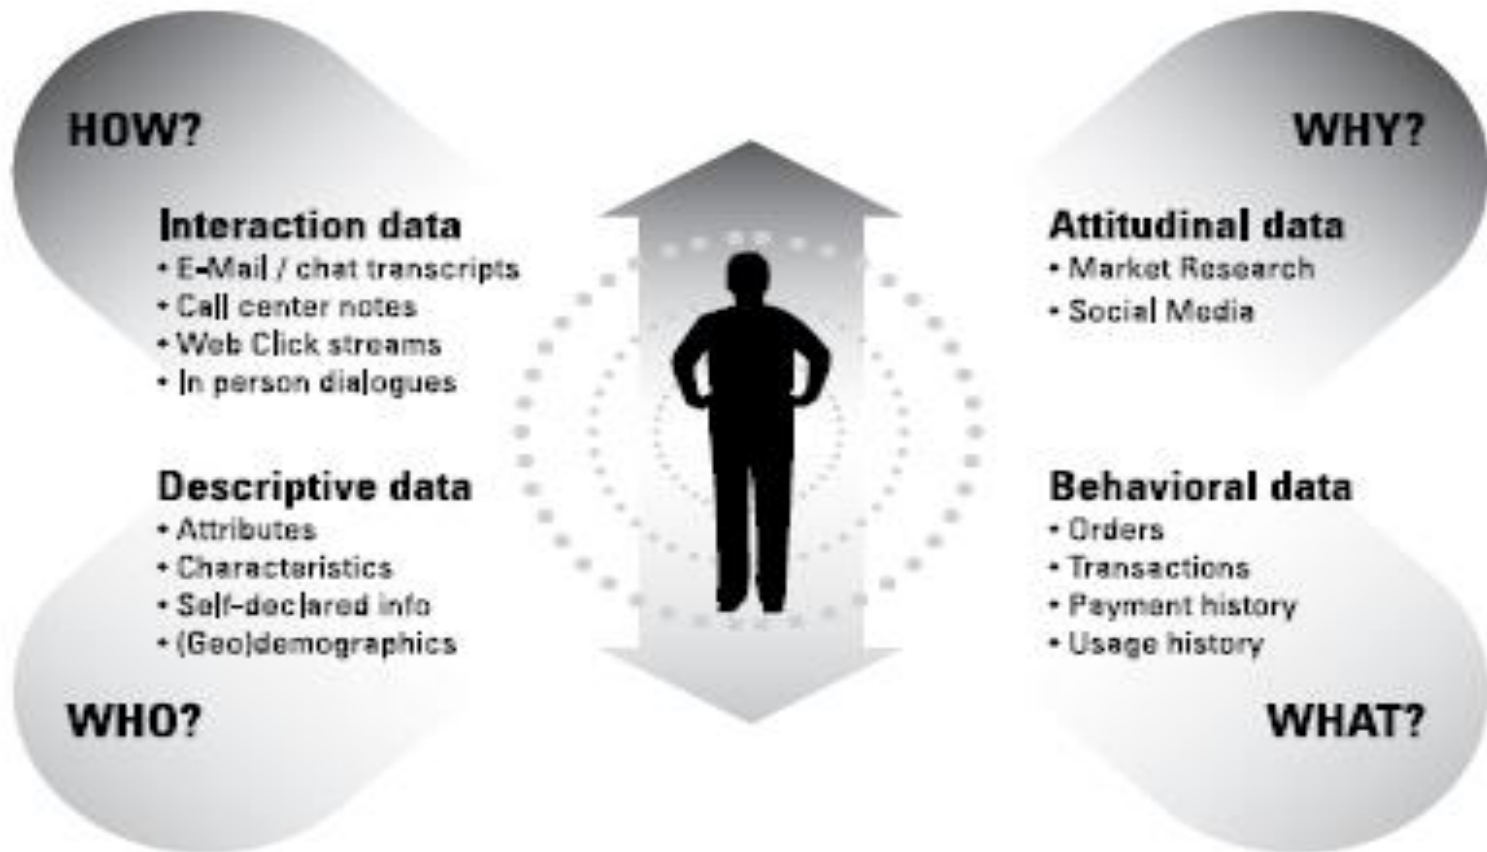 HOW?
Interaction data
• E-Mail / chat transcripts
• Call center notes
• Web Click streams
• In person dialogues
WHY?
Attitudinal data
• Market Research
• Social Media
Descriptive data
• Attributes
• Characteristics
• Self-declared info
• (Geo)demographics
WHO?
Behavioral data
• Orders
• Transactions
• Payment history
• Usage history
WHAT?